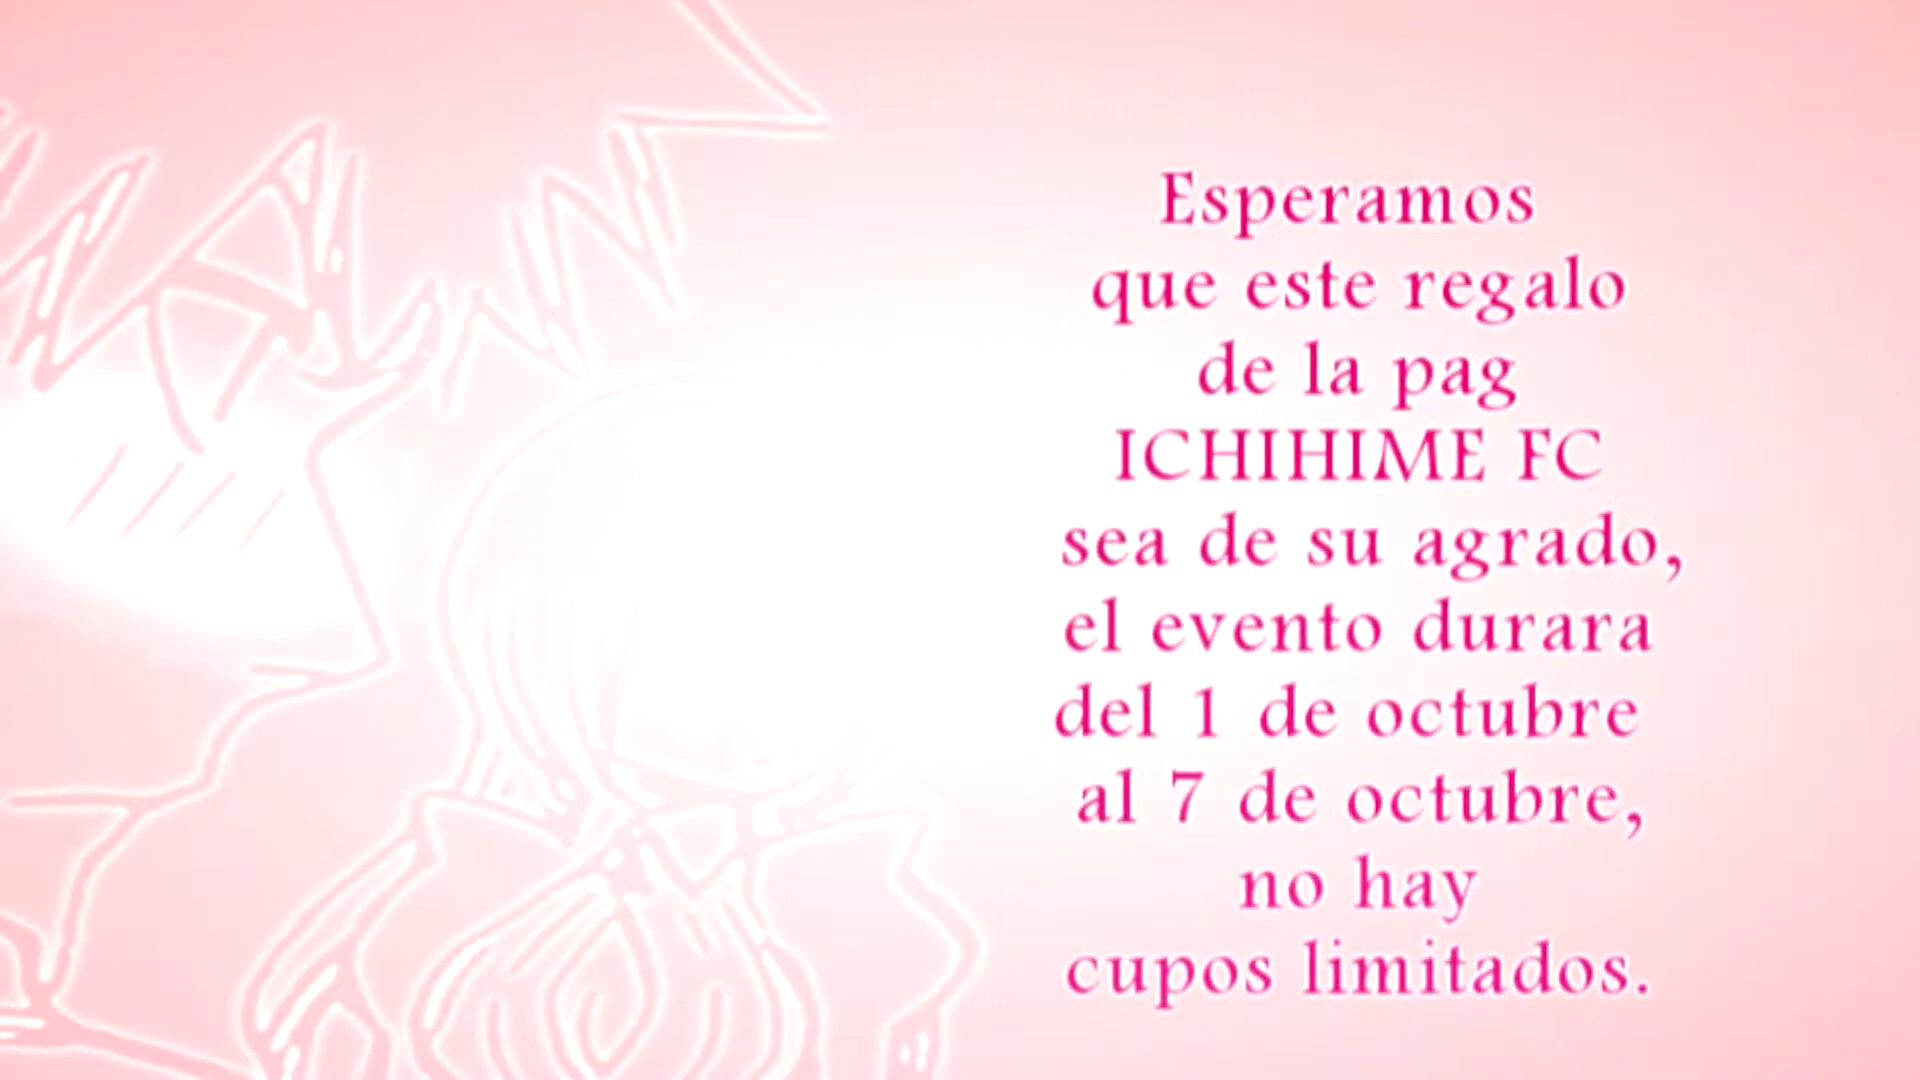 Esperamos
que este regalo
de la pag
ICHIHIME FC
sea de su agrado,
el evento durara
del 1 de octubre
al 7 de octubre,
no hay
cupos limitados.